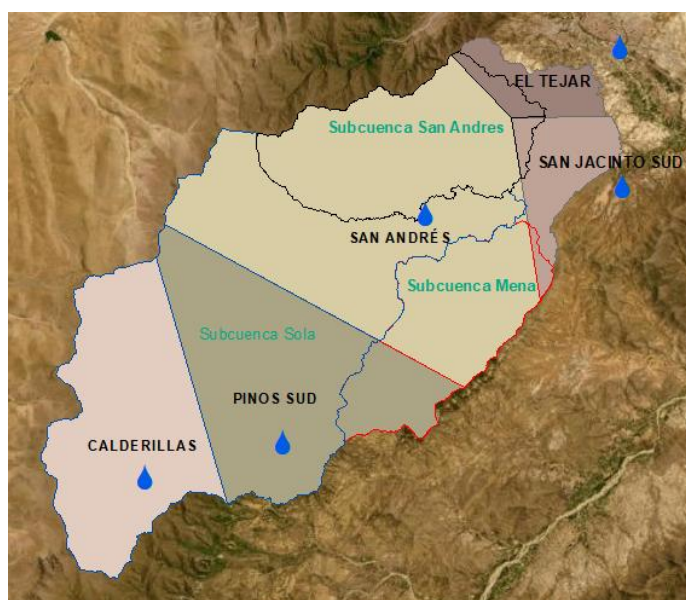 EL TEJAR
Subcuenca San Andres
SAN JACINTO SUD
SAN ANDRÉS
Subcuenca Mena
Subcuenca Sola
PINOS SUD
CALDERILLAS